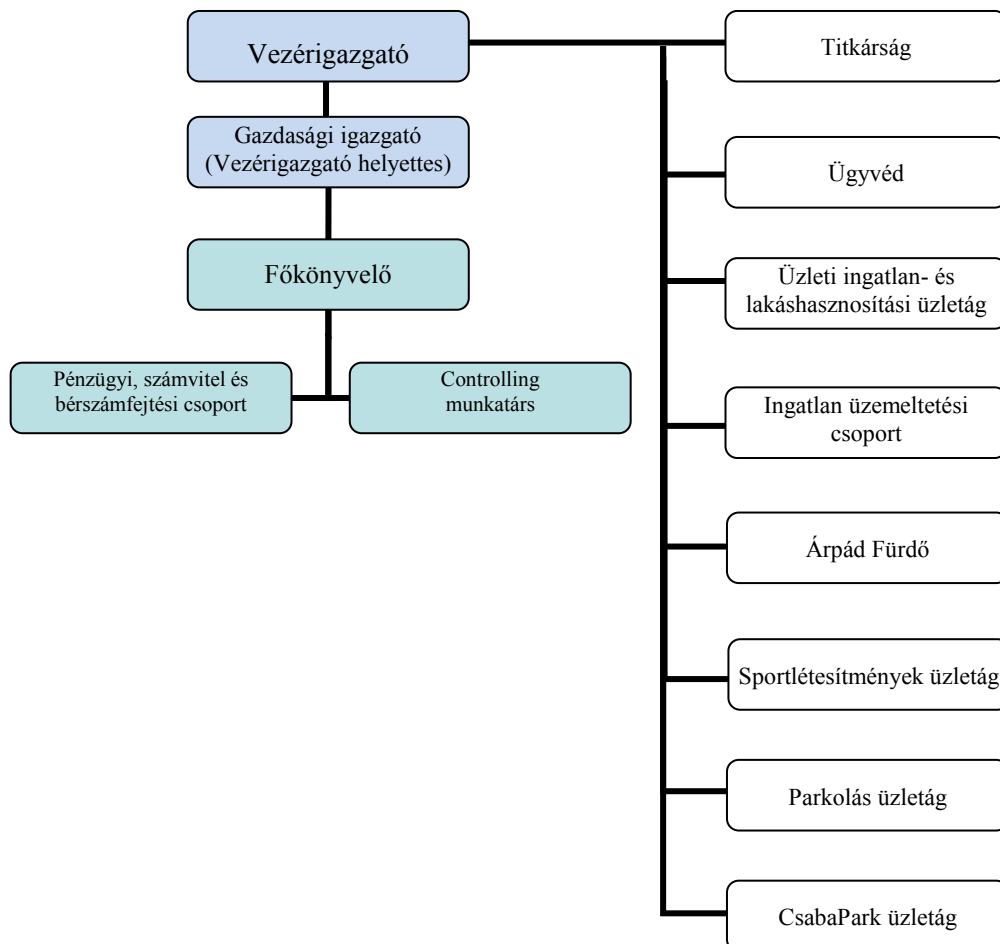 Vezérigazgató
Gazdasági igazgató
(Vezérigazgató helyettes)
Főkönyvelő
Pénzügyi, számvitel és
bérszámfejtési csoport
Controlling
munkatárs
Titkárság
Ügyvéd
Üzleti ingatlan- és
lakáshasznosítási üzletág
Ingatlan üzemeltetési
csoport
Árpád Fürdő
Sportlétesítmények üzletág
Parkolás üzletág
CsabaPark üzletág